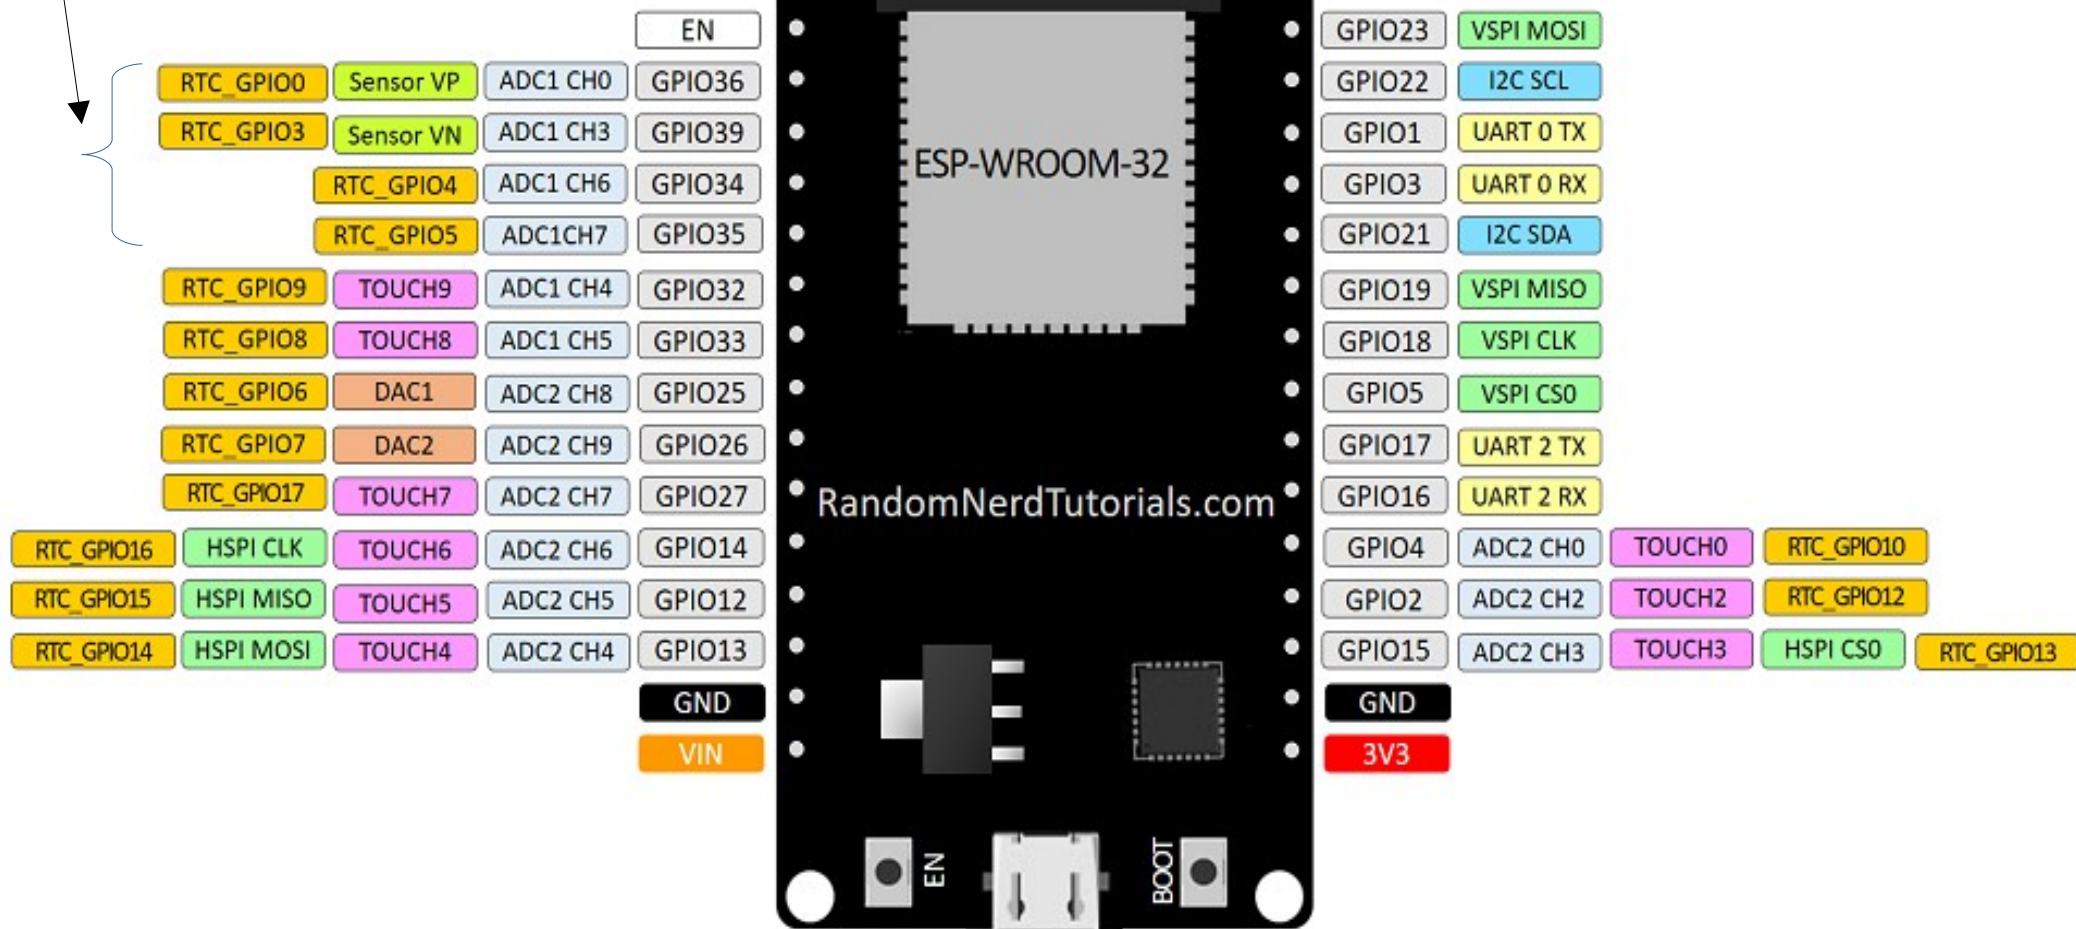 EN GPIO23 VSPI MOSI
RTC_GPIO0 Sensor VP ADC1 CH0 GPIO36 GPIO22 I2C SCL
RTC_GPIO3 Sensor VN ADC1 CH3 GPIO39 GPIO1 UART 0 TX
RTC_GPIO4 ADC1 CH6 GPIO34 GPIO3 UART 0 RX
ESP-WROOM-32
RTC_GPIO5 ADC1CH7 GPIO35 GPIO21 I2C SDA
RTC_GPIO9 TOUCH9 ADC1 CH4 GPIO32 GPIO19 VSPI MISO
RTC_GPIO8 TOUCH8 ADC1 CH5 GPIO33 GPIO18 VSPI CLK
RTC_GPIO6 DAC1 ADC2 CH8 GPIO25 GPIO5 VSPI CS0
RTC_GPIO7 DAC2 ADC2 CH9 GPIO26 GPIO17 UART 2 TX
RTC_GPIO17 TOUCH7 ADC2 CH7 GPIO27 GPIO16 UART 2 RX
RandomNerdTutorials.com
RTC_GPIO16 HSPI CLK TOUCH6 ADC2 CH6 GPIO14 GPIO4 ADC2 CH0 TOUCH0 RTC_GPIO10
RTC_GPIO15 HSPI MISO TOUCH5 ADC2 CH5 GPIO12 GPIO2 ADC2 CH2 TOUCH2 RTC_GPIO12
RTC_GPIO14 HSPI MOSI TOUCH4 ADC2 CH4 GPIO13 GPIO15 ADC2 CH3 TOUCH3 HSPI CS0 RTC_GPIO13
GND GND
VIN 3V3
EN BOOT